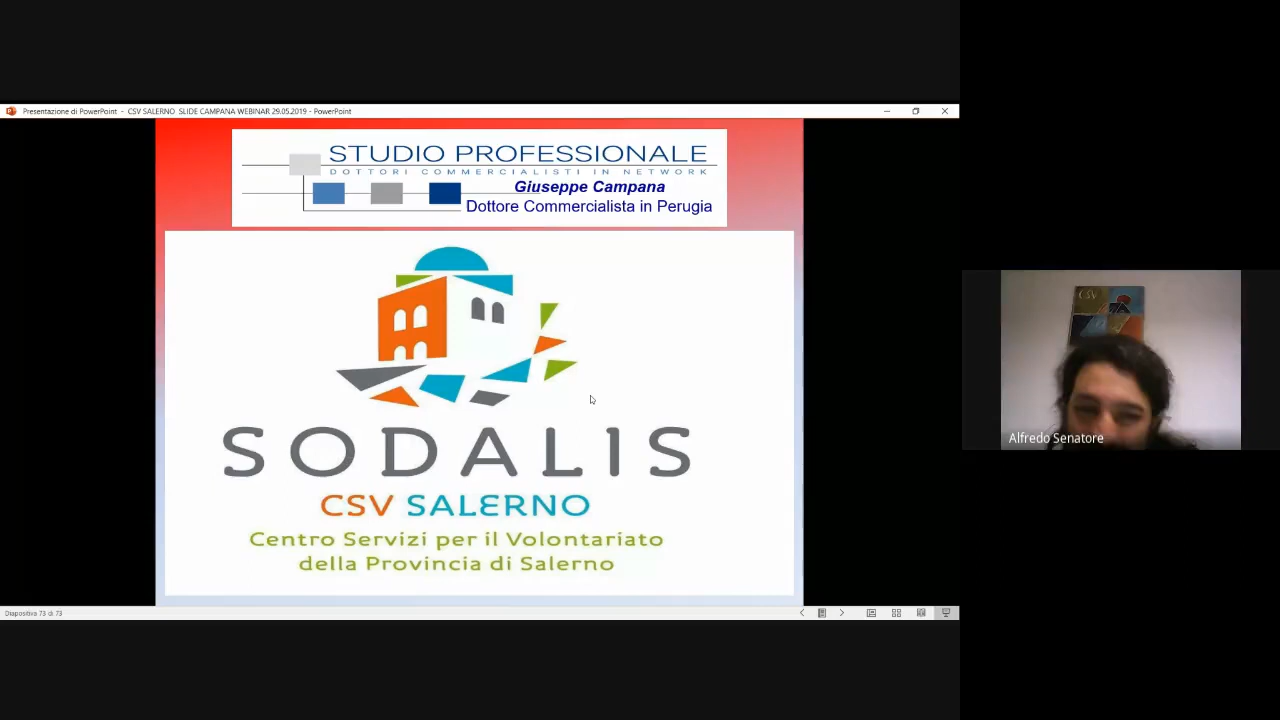 Presentazione di PowerPoint - CSV SALERNO SLIDE CAMPANA WEBINAR 29.05.2019 - PowerPoint
STUDIO PROFESSIONALE
DOTTORI COMMERCIALISTI IN NETWORK
Giuseppe Campana
Dottore Commercialista in Perugia
SODALIS
CSV SALERNO
Centro Servizi per il Volontariato
della Provincia di Salerno
CSV
Alfredo Senatore
Diapositiva 73 di 73